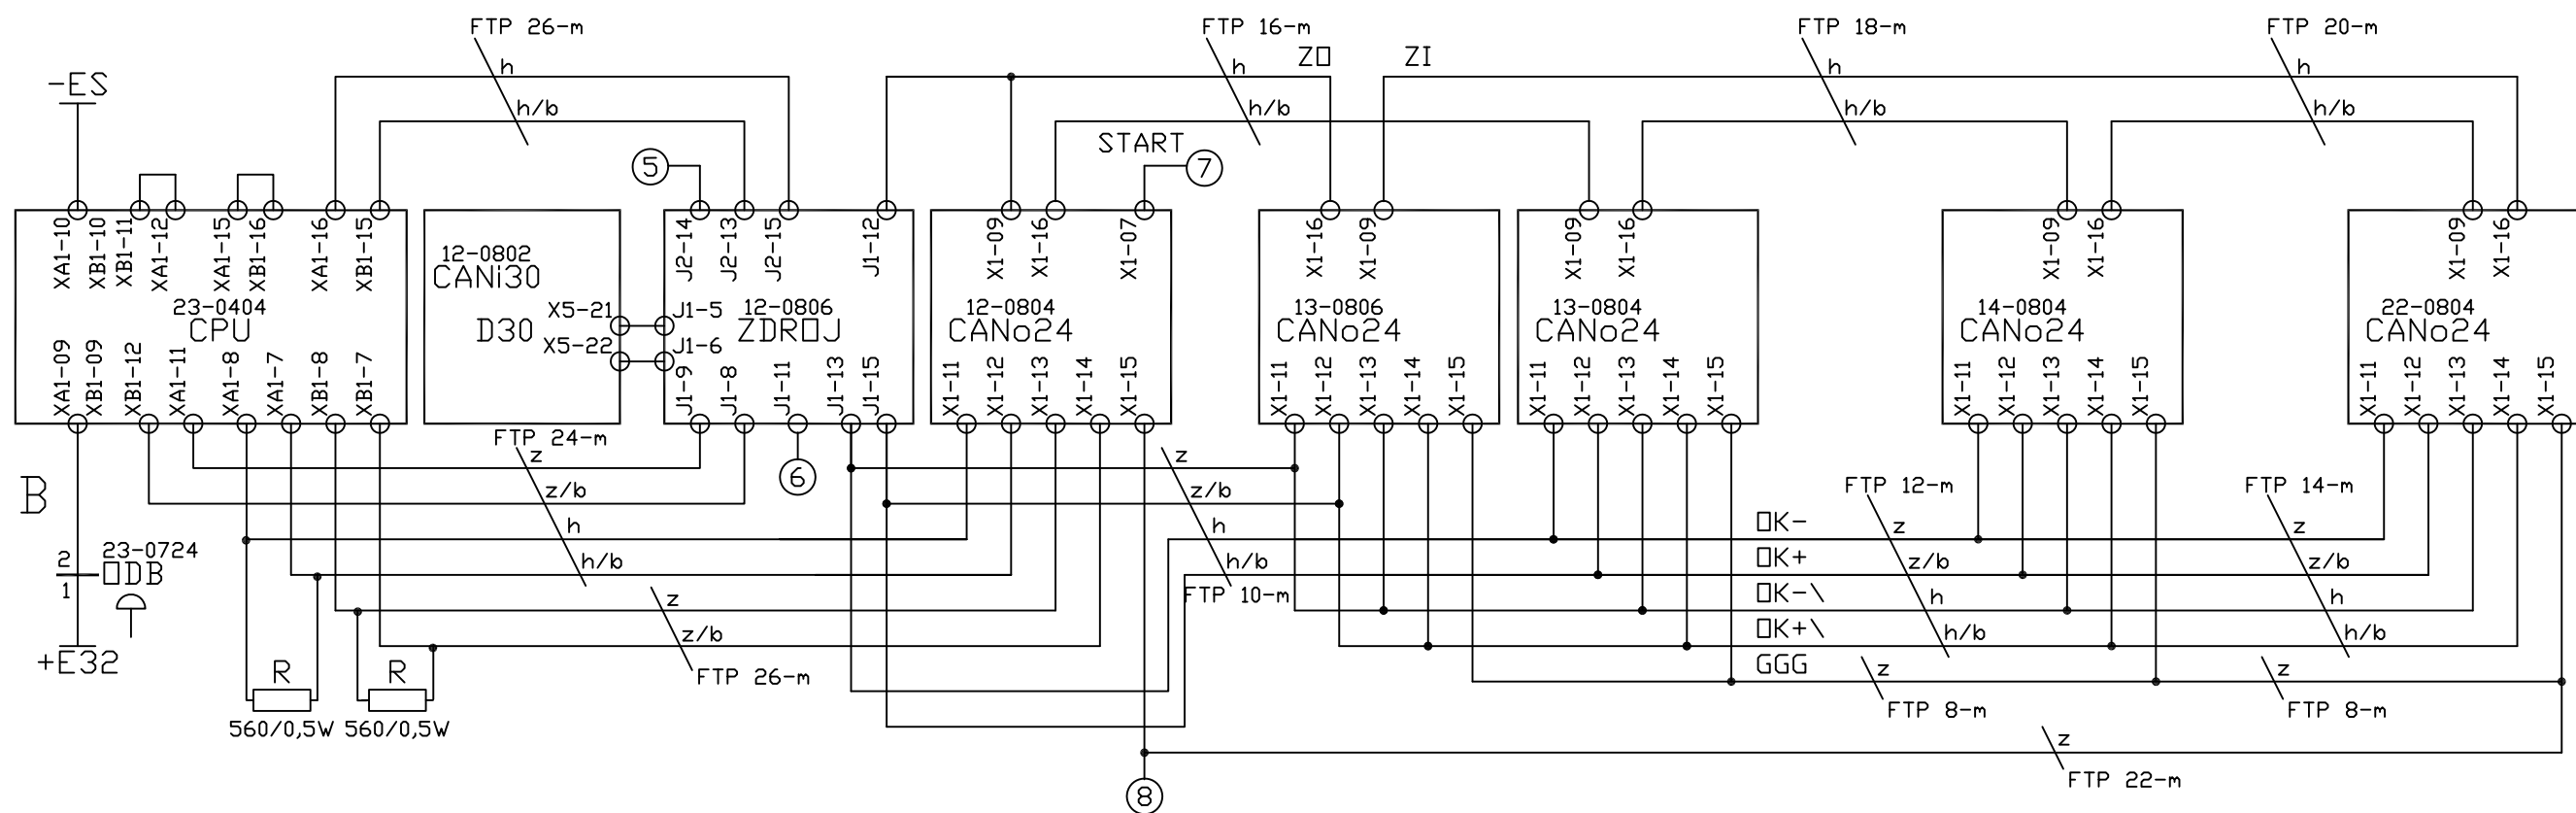 FTP 26-m
FTP 16-m
FTP 18-m
FTP 20-m
ZO
ZI
h
h
h
h
-ES
h/b
h/b
h/b
h/b
START
5
7
XA1-10
XB1-10
XB1-11
XA1-12
XA1-15
XB1-16
XA1-16
XB1-15
J2-14
J2-13
J2-15
J1-12
X1-09
X1-16
X1-07
X1-16
X1-09
X1-09
X1-16
X1-09
X1-16
X1-09
X1-16
12-0802
CANi30
D30
X5-21
X5-22
J1-5
J1-6
23-0404
CPU
12-0806
ZDROJ
12-0804
CANo24
13-0806
CANo24
13-0804
CANo24
14-0804
CANo24
22-0804
CANo24
XA1-09
XB1-09
XB1-12
XA1-11
XA1-8
XA1-7
XB1-8
XB1-7
J1-9
J1-8
J1-11
J1-13
J1-15
X1-11
X1-12
X1-13
X1-14
X1-15
X1-11
X1-12
X1-13
X1-14
X1-15
X1-11
X1-12
X1-13
X1-14
X1-15
X1-11
X1-12
X1-13
X1-14
X1-15
X1-11
X1-12
X1-13
X1-14
X1-15
FTP 24-m
z
z/b
h
h/b
6
z
z/b
h
h/b
FTP 10-m
B
2
1
23-0724
ODB
+E32
FTP 12-m
FTP 14-m
OK-
z
z
OK+
z/b
z/b
OK-\
h
h
OK+\
h/b
h/b
GGG
z
z
z
z/b
FTP 26-m
FTP 8-m
FTP 8-m
R
R
560/0,5W
560/0,5W
z
FTP 22-m
8